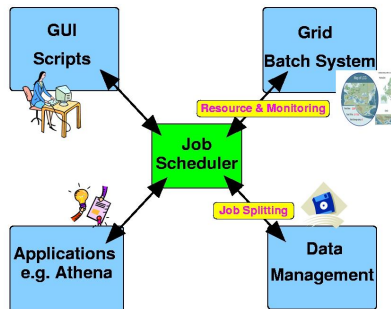 GUI
Scripts
Grid
Batch System
Resource & Monitoring
Job
Scheduler
Job Splitting
Applications
e.g. Athena
Data
Management